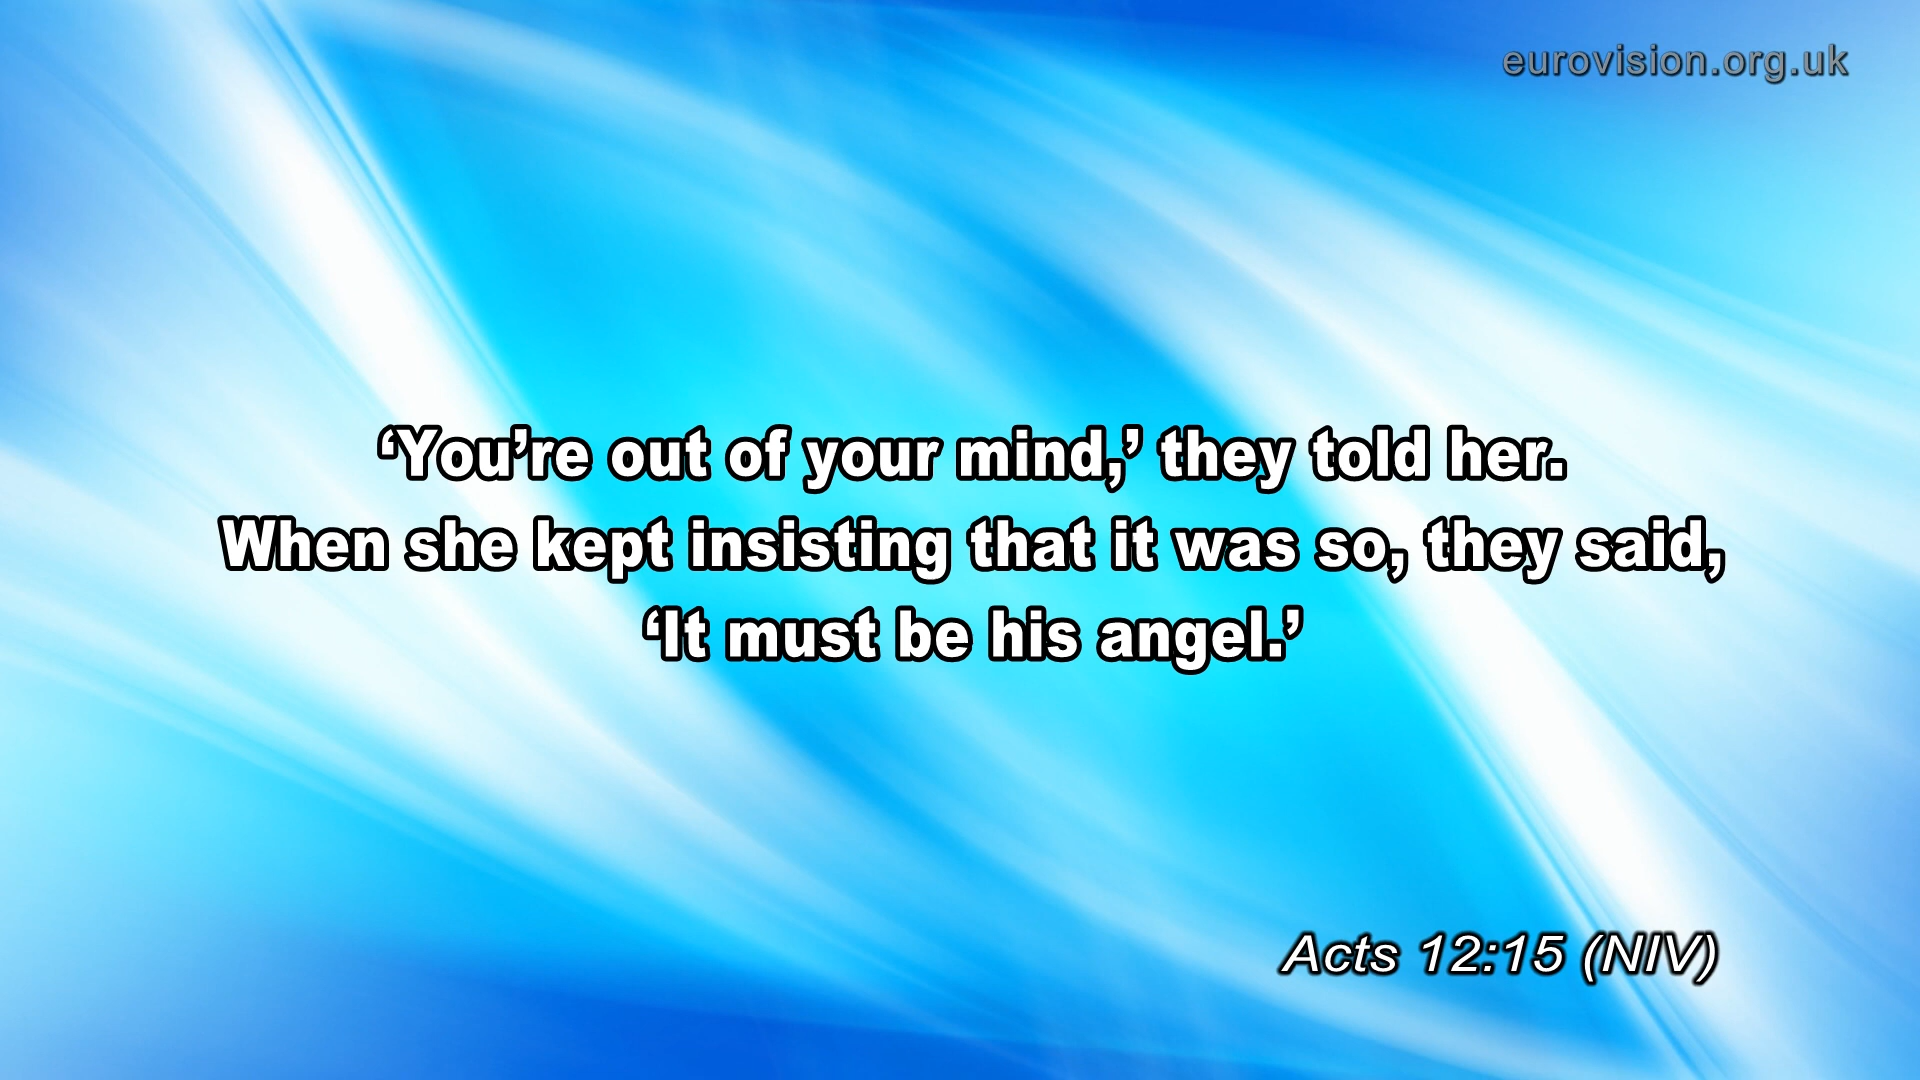 eurovision.org.uk
‘You’re out of your mind,’ they told her.
When she kept insisting that it was so, they said,
‘It must be his angel.’
Acts 12:15 (NIV)